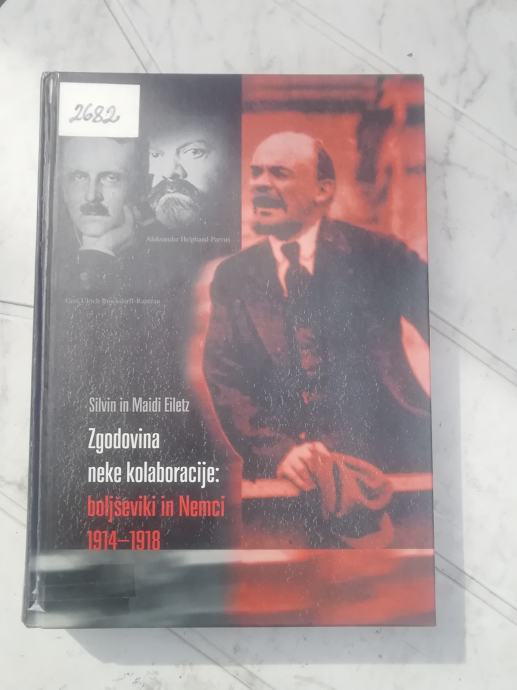 2682
Aleksander Helphand-Parvus
Grof Ulrich Brockdorff-Rantzau
Silvin in Maidi Eiletz
Zgodovina
neke kolaboracije:
boljševiki in Nemci
1914–1918